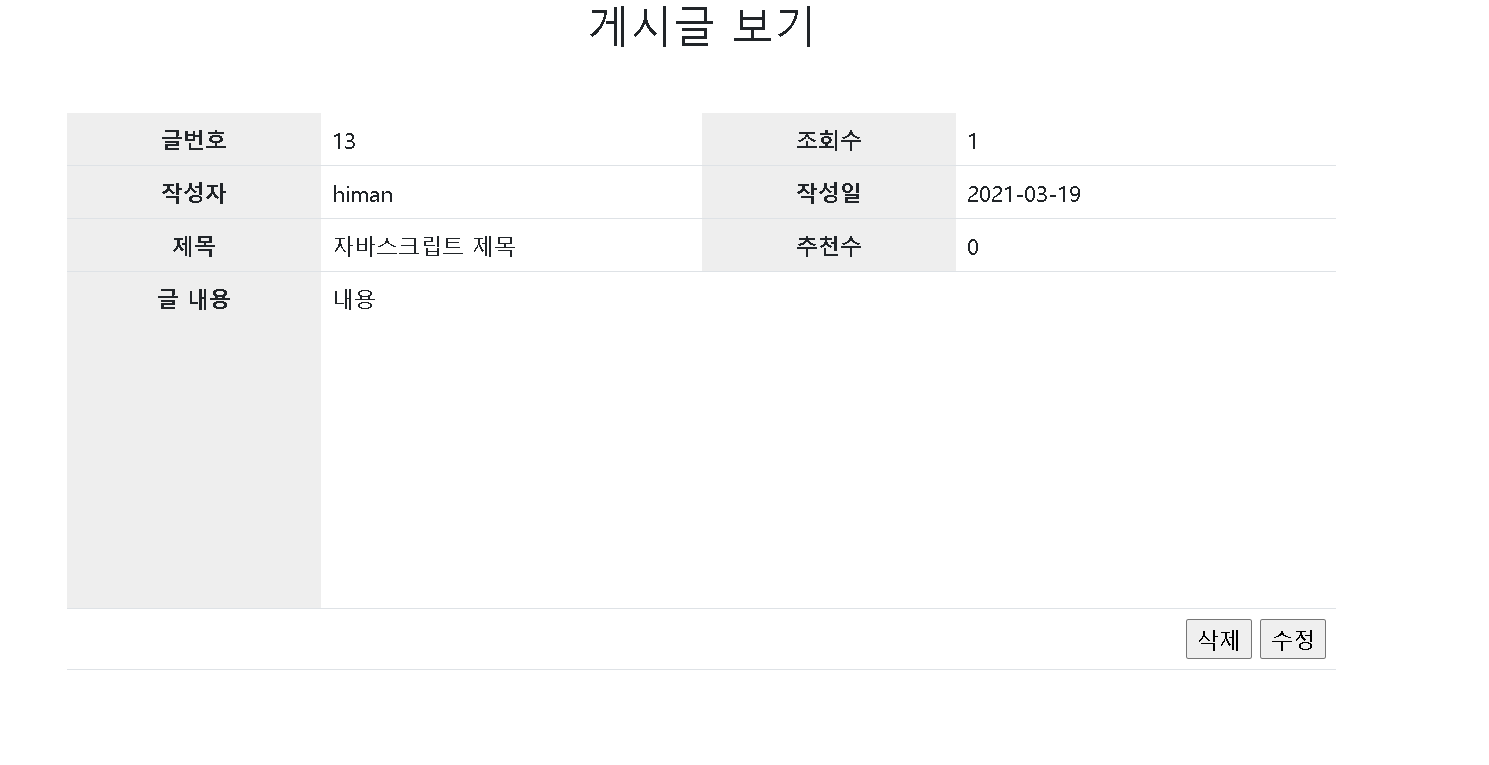 게시글 보기
글번호 13 조회수 1
작성자 himan 작성일 2021-03-19
제목 자바스크립트 제목 추천수 0
글 내용 내용
삭제 수정